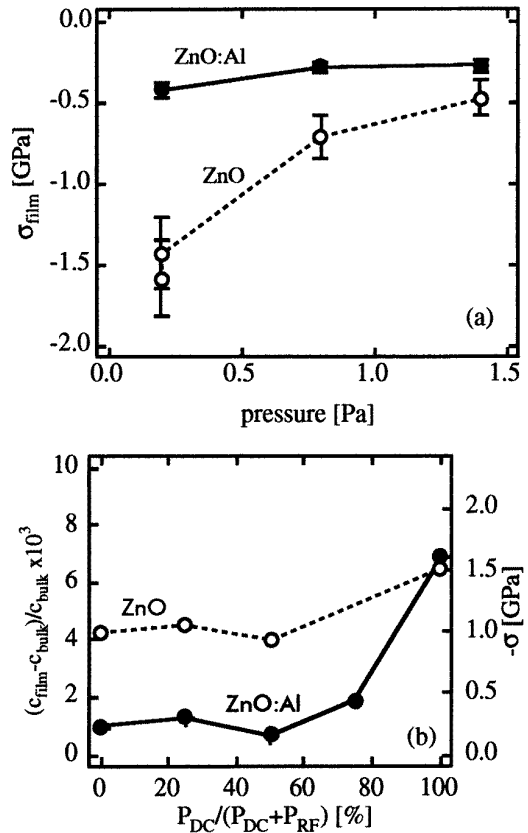 0.0
-0.5
-1.0
-1.5
-2.0
σfilm [GPa]
ZnO:Al
ZnO
(a)
0.0 0.5 1.0 1.5
pressure [Pa]
10
8
6
4
2
0
(cfilm-cbulk)/cbulk x10³
2.0
1.5
1.0
0.5
0.0
-σ [GPa]
ZnO
ZnO:Al
(b)
0 20 40 60 80 100
PDC/(PDC+PRF) [%]